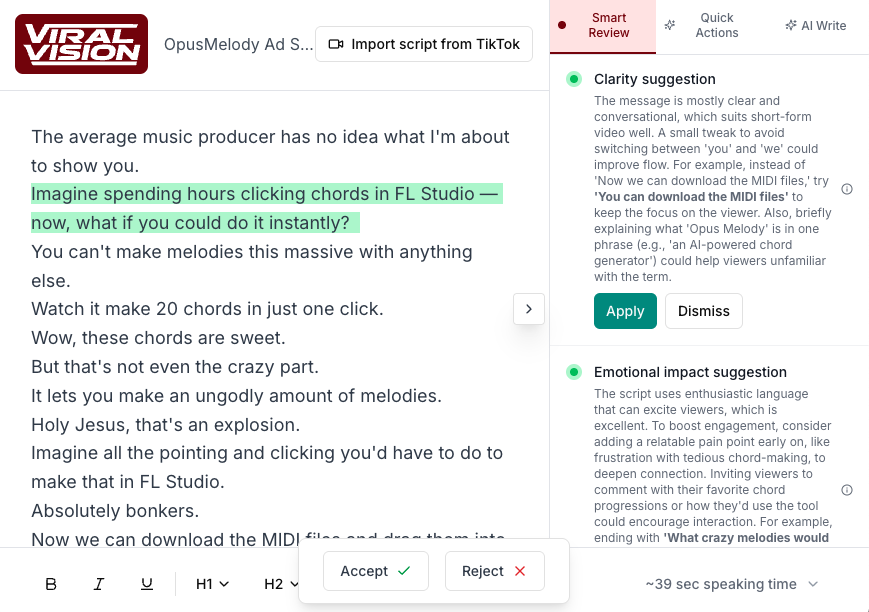 VIRAL
VISION
OpusMelody Ad S...
Import script from TikTok
Smart
Review
Quick
Actions
AI Write
The average music producer has no idea what I'm about
to show you.
Imagine spending hours clicking chords in FL Studio —
now, what if you could do it instantly?
You can't make melodies this massive with anything
else.
Watch it make 20 chords in just one click.
Wow, these chords are sweet.
But that's not even the crazy part.
It lets you make an ungodly amount of melodies.
Holy Jesus, that's an explosion.
Imagine all the pointing and clicking you'd have to do to
make that in FL Studio.
Absolutely bonkers.
Now we can download the MIDI files and drag them into
Clarity suggestion
The message is mostly clear and
conversational, which suits short-form
video well. A small tweak to avoid
switching between 'you' and 'we' could
improve flow. For example, instead of
'Now we can download the MIDI files,' try
'You can download the MIDI files' to
keep the focus on the viewer. Also, briefly
explaining what 'Opus Melody' is in one
phrase (e.g., 'an AI-powered chord
generator') could help viewers unfamiliar
with the term.
Apply
Dismiss
Emotional impact suggestion
The script uses enthusiastic language
that can excite viewers, which is
excellent. To boost engagement, consider
adding a relatable pain point early on, like
frustration with tedious chord-making, to
deepen connection. Inviting viewers to
comment with their favorite chord
progressions or how they'd use the tool
could encourage interaction. For example,
ending with 'What crazy melodies would
B
I
U
H1
H2
Accept
Reject
~39 sec speaking time